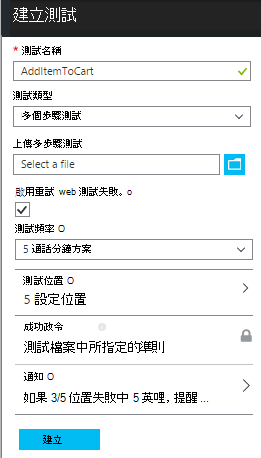 建立測試
* 測試名稱
AddItemToCart
測試類型
多個步驟測試
上傳多步驟測試
Select a file
啟用重試 web 測試失敗。o
測試頻率 O
5 通話分鐘方案
測試位置 O
5 設定位置
成功政令
測試檔案中所指定的準則
通知 O
如果 3/5 位置失敗中 5 英哩, 提醒 ...
建立